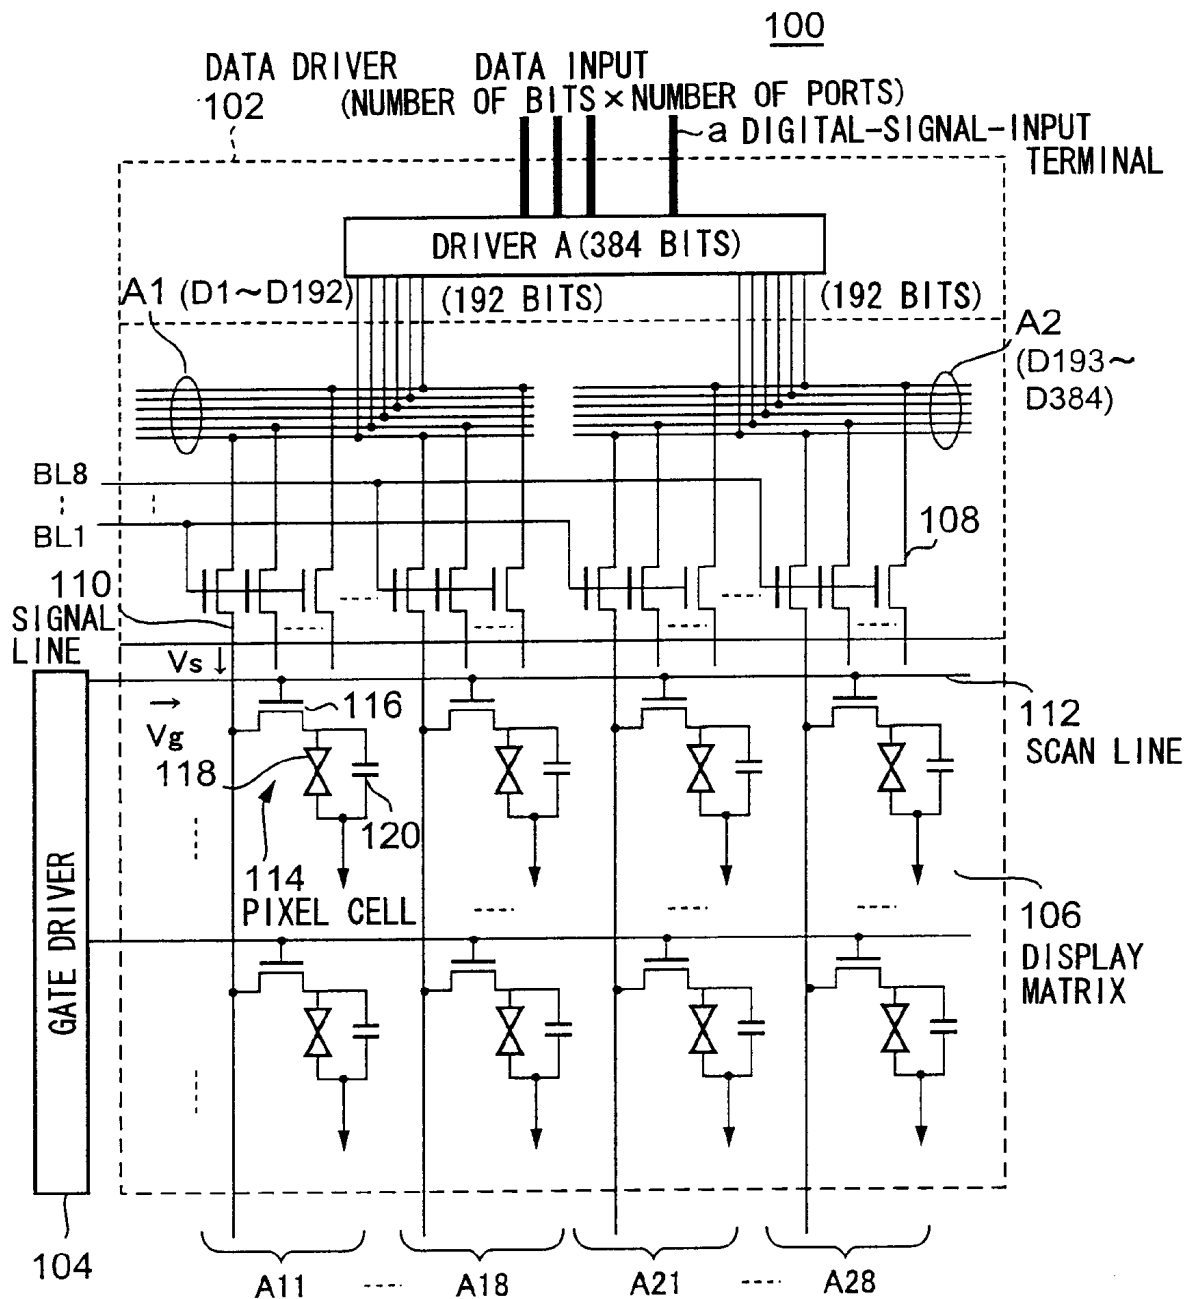 100
DATA DRIVER
102
DATA INPUT
(NUMBER OF BITS×NUMBER OF PORTS)
a DIGITAL-SIGNAL-INPUT
TERMINAL
DRIVER A(384 BITS)
A1 (D1～D192)
(192 BITS)
(192 BITS)
A2
(D193～
D384)
BL8
BL1
108
110
SIGNAL
LINE
Vs
Vg
116
112
SCAN LINE
118
120
114
PIXEL CELL
106
DISPLAY
MATRIX
GATE DRIVER
104
A11
A18
A21
A28